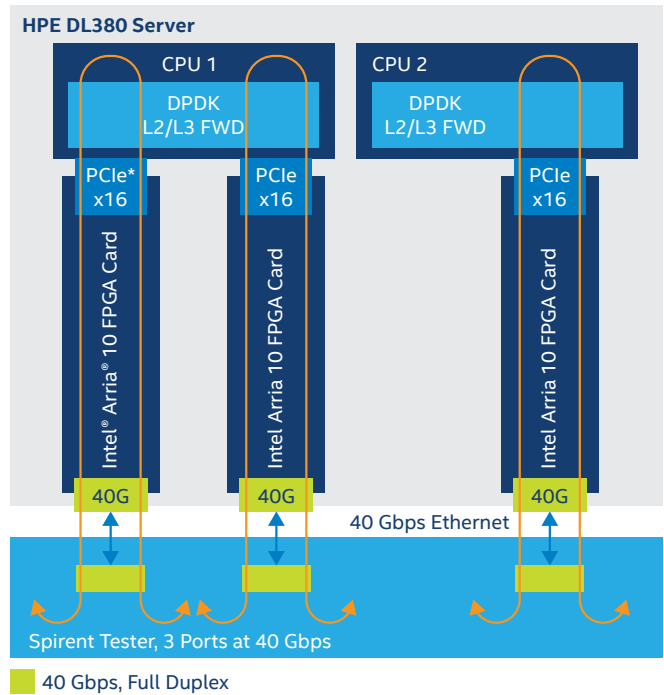 HPE DL380 Server
CPU 1
DPDK
L2/L3 FWD
CPU 2
DPDK
L2/L3 FWD
PCIe*
x16
PCIe
x16
PCIe
x16
Intel® Arria® 10 FPGA Card
Intel Arria 10 FPGA Card
Intel Arria 10 FPGA Card
40G
40G
40G
40 Gbps Ethernet
Spirent Tester, 3 Ports at 40 Gbps
40 Gbps, Full Duplex